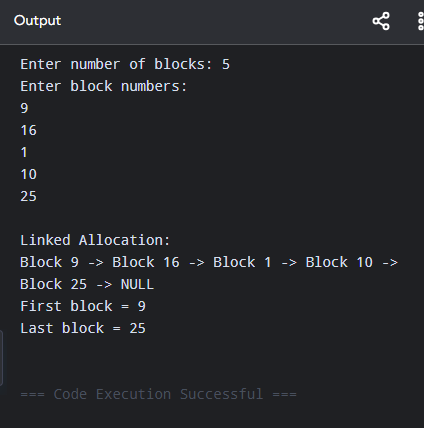 Output
Enter number of blocks: 5
Enter block numbers:
9
16
1
10
25
Linked Allocation:
Block 9 -> Block 16 -> Block 1 -> Block 10 ->
Block 25 -> NULL
First block = 9
Last block = 25
=== Code Execution Successful ===